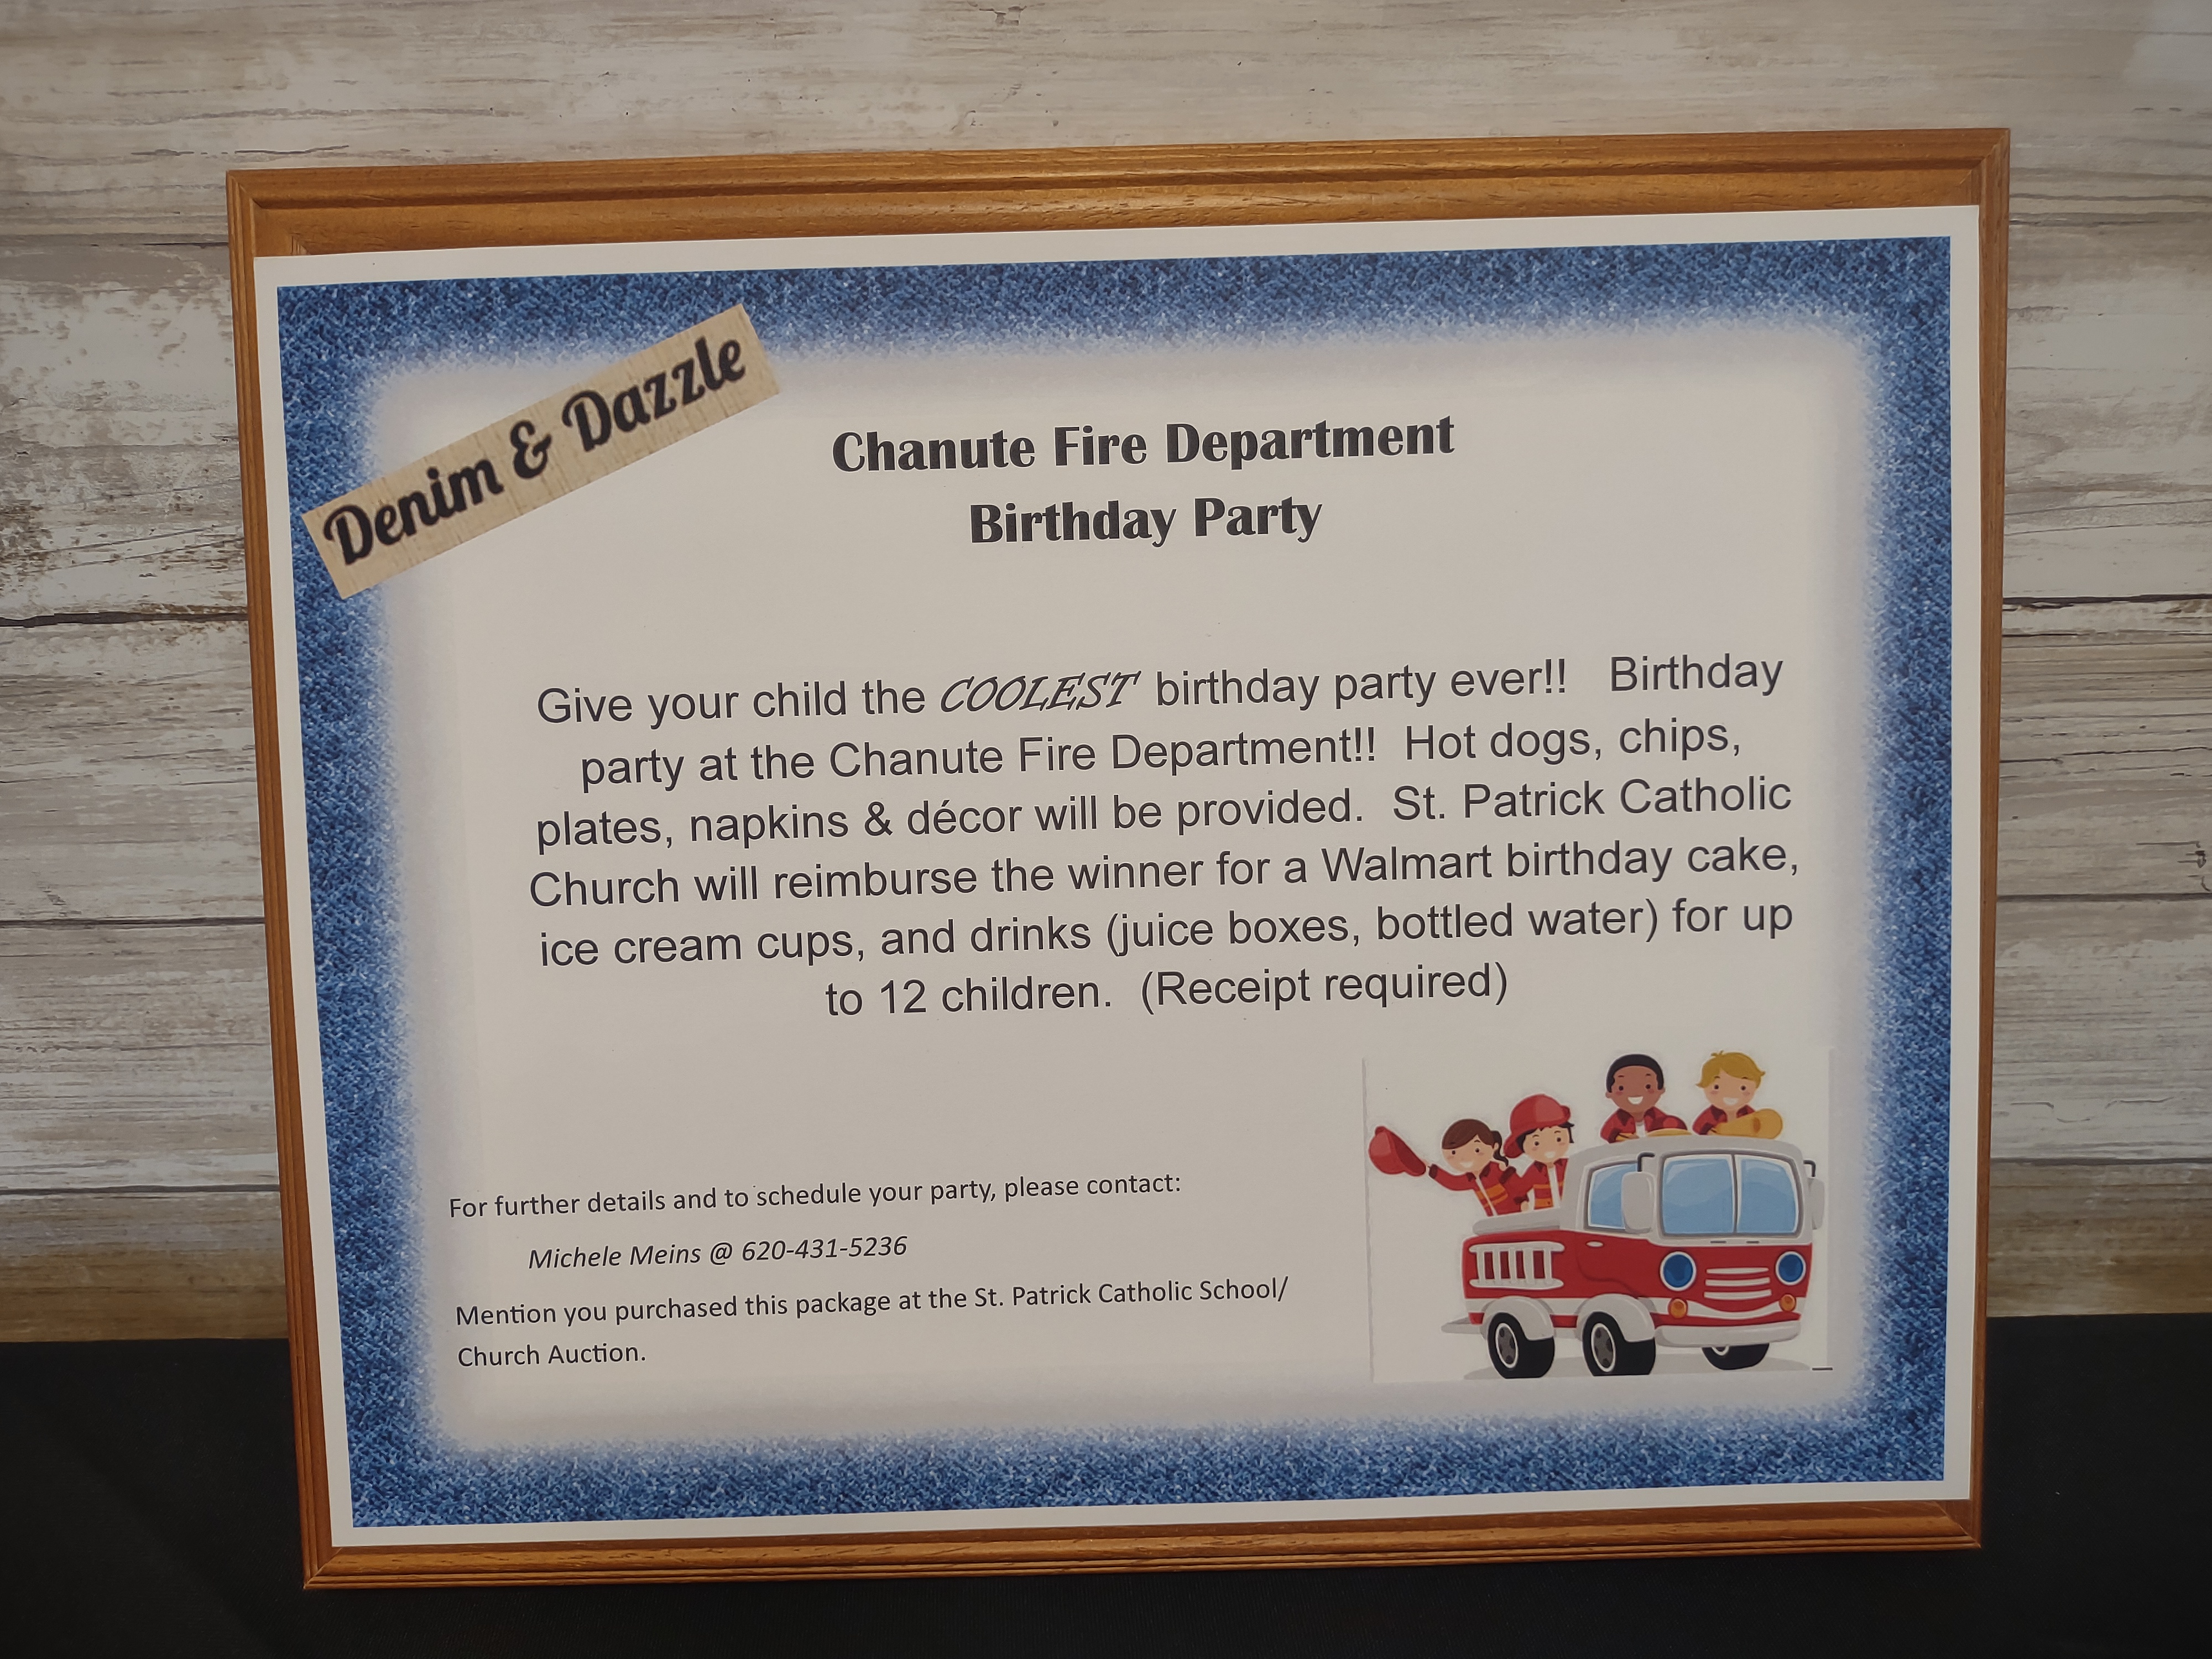 Denim & Dazzle
Chanute Fire Department
Birthday Party
Give your child the COOLEST birthday party ever!! Birthday
party at the Chanute Fire Department!! Hot dogs, chips,
plates, napkins & décor will be provided. St. Patrick Catholic
Church will reimburse the winner for a Walmart birthday cake,
ice cream cups, and drinks (juice boxes, bottled water) for up
to 12 children. (Receipt required)
For further details and to schedule your party, please contact:
Michele Meins @ 620-431-5236
Mention you purchased this package at the St. Patrick Catholic School/
Church Auction.